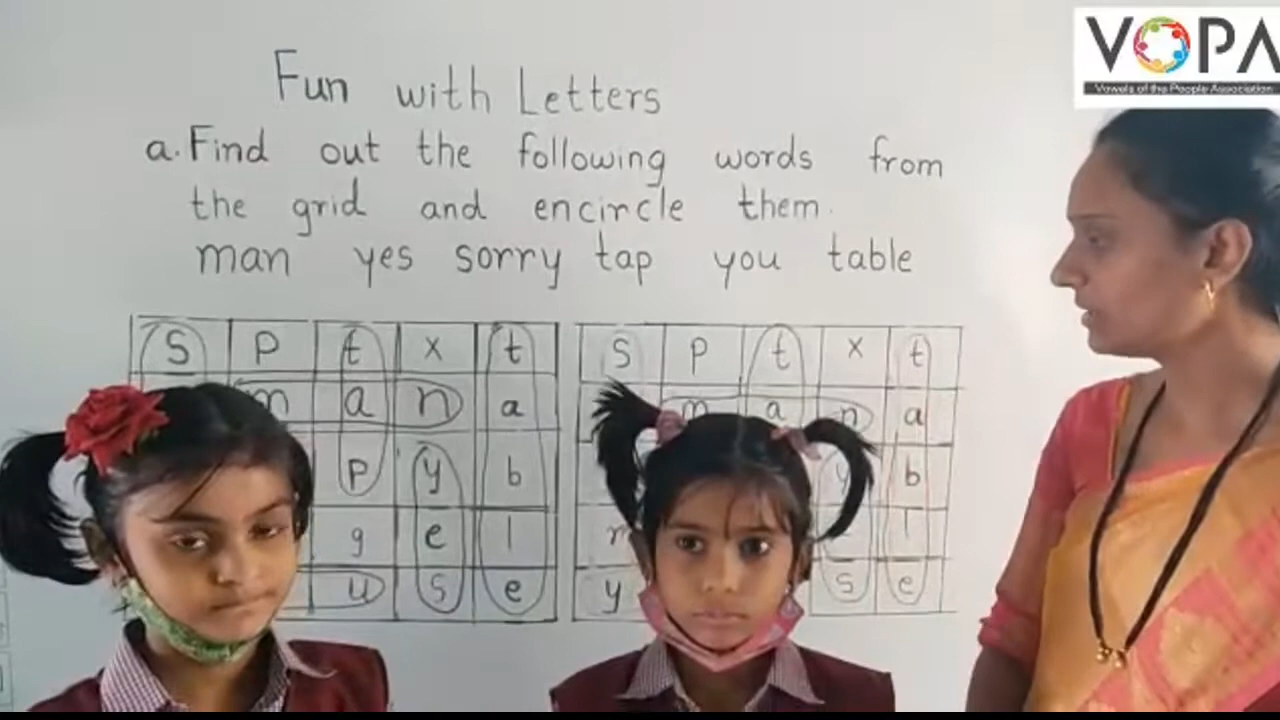 VOPA
Vowels of the People Association
Fun with Letters
a. Find out the following words from
the grid and encircle them.
man yes sorry tap you table
S p t x t
m a n a
p y b
g e l
u s e
S p t x t
m a n a
y b
r l
y s e